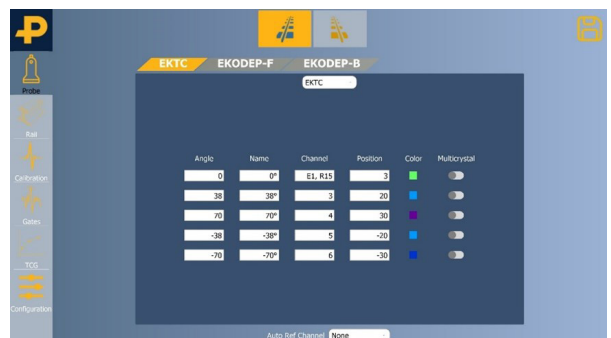 EKTC EKODEP-F EKODEP-B
EKTC
Probe
Rail
Calibration
Gates
TCG
Configuration
Angle Name Channel Position Color Multicrystal
0 0° E1, R15 3
38 38° 3 20
70 70° 4 30
-38 -38° 5 -20
-70 -70° 6 -30
Auto Ref Channel None